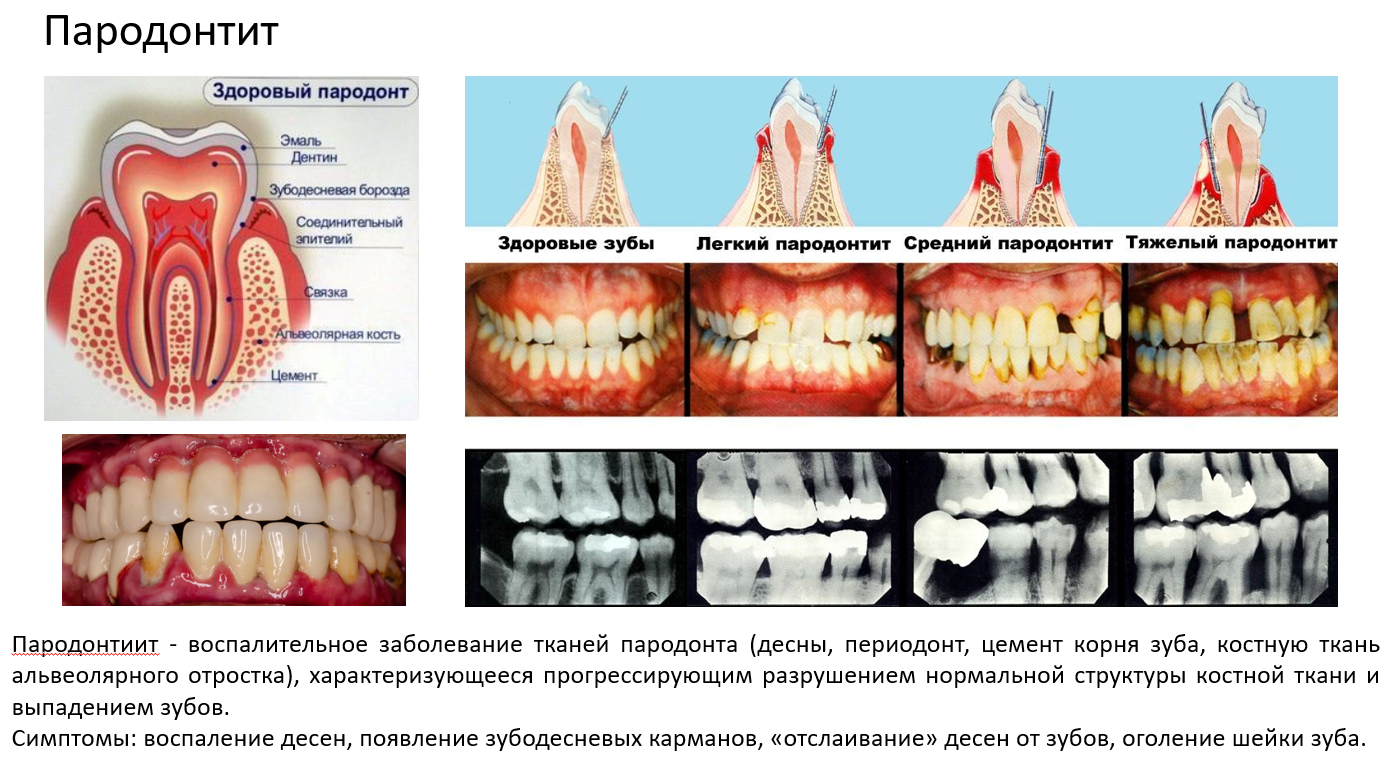 Пародонтит
Здоровый пародонт
Эмаль
Дентин
Зубодесневая борозда
Соединительный
эпителий
Связка
Альвеолярная кость
Цемент
Здоровые зубы
Легкий пародонтит
Средний пародонтит
Тяжелый пародонтит
Пародонтиит - воспалительное заболевание тканей пародонта (десны, периодонт, цемент корня зуба, костную ткань
альвеолярного отростка), характеризующееся прогрессирующим разрушением нормальной структуры костной ткани и
выпадением зубов.
Симптомы: воспаление десен, появление зубодесневых карманов, «отслаивание» десен от зубов, оголение шейки зуба.